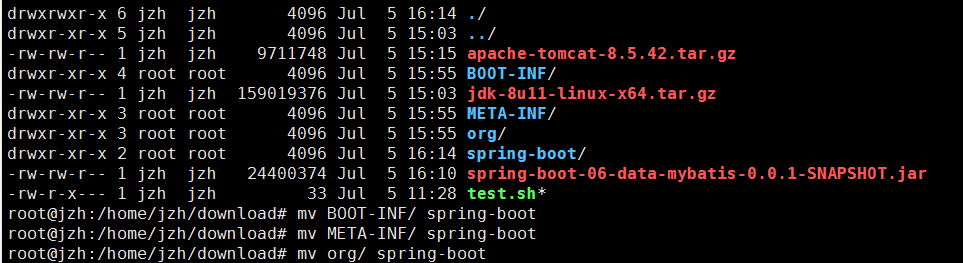 drwxrwxr-x 6 jzh  jzh       4096 Jul  5 16:14 ./
drwxr-xr-x 5 jzh  jzh       4096 Jul  5 15:03 ../
-rw-rw-r-- 1 jzh  jzh    9711748 Jul  5 15:15 apache-tomcat-8.5.42.tar.gz
drwxr-xr-x 4 root root      4096 Jul  5 15:55 BOOT-INF/
-rw-rw-r-- 1 jzh  jzh  159019376 Jul  5 15:03 jdk-8u11-linux-x64.tar.gz
drwxr-xr-x 3 root root      4096 Jul  5 15:55 META-INF/
drwxr-xr-x 3 root root      4096 Jul  5 15:55 org/
drwxr-xr-x 2 root root      4096 Jul  5 16:14 spring-boot/
-rw-rw-r-- 1 jzh  jzh   24400374 Jul  5 16:10 spring-boot-06-data-mybatis-0.0.1-SNAPSHOT.jar
-rw-r-x--- 1 jzh  jzh         33 Jul  5 11:28 test.sh*
root@jzh:/home/jzh/download# mv BOOT-INF/ spring-boot
root@jzh:/home/jzh/download# mv META-INF/ spring-boot
root@jzh:/home/jzh/download# mv org/ spring-boot